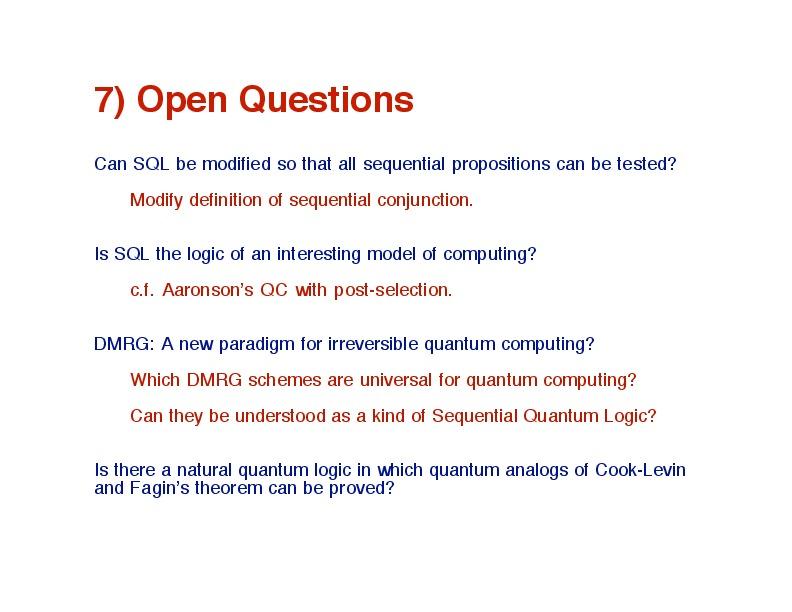 7) Open Questions
Can SQL be modified so that all sequential propositions can be tested?
Modify definition of sequential conjunction.
Is SQL the logic of an interesting model of computing?
c.f. Aaronson's QC with post-selection.
DMRG: A new paradigm for irreversible quantum computing?
Which DMRG schemes are universal for quantum computing?
Can they be understood as a kind of Sequential Quantum Logic?
Is there a natural quantum logic in which quantum analogs of Cook-Levin
and Fagin's theorem can be proved?